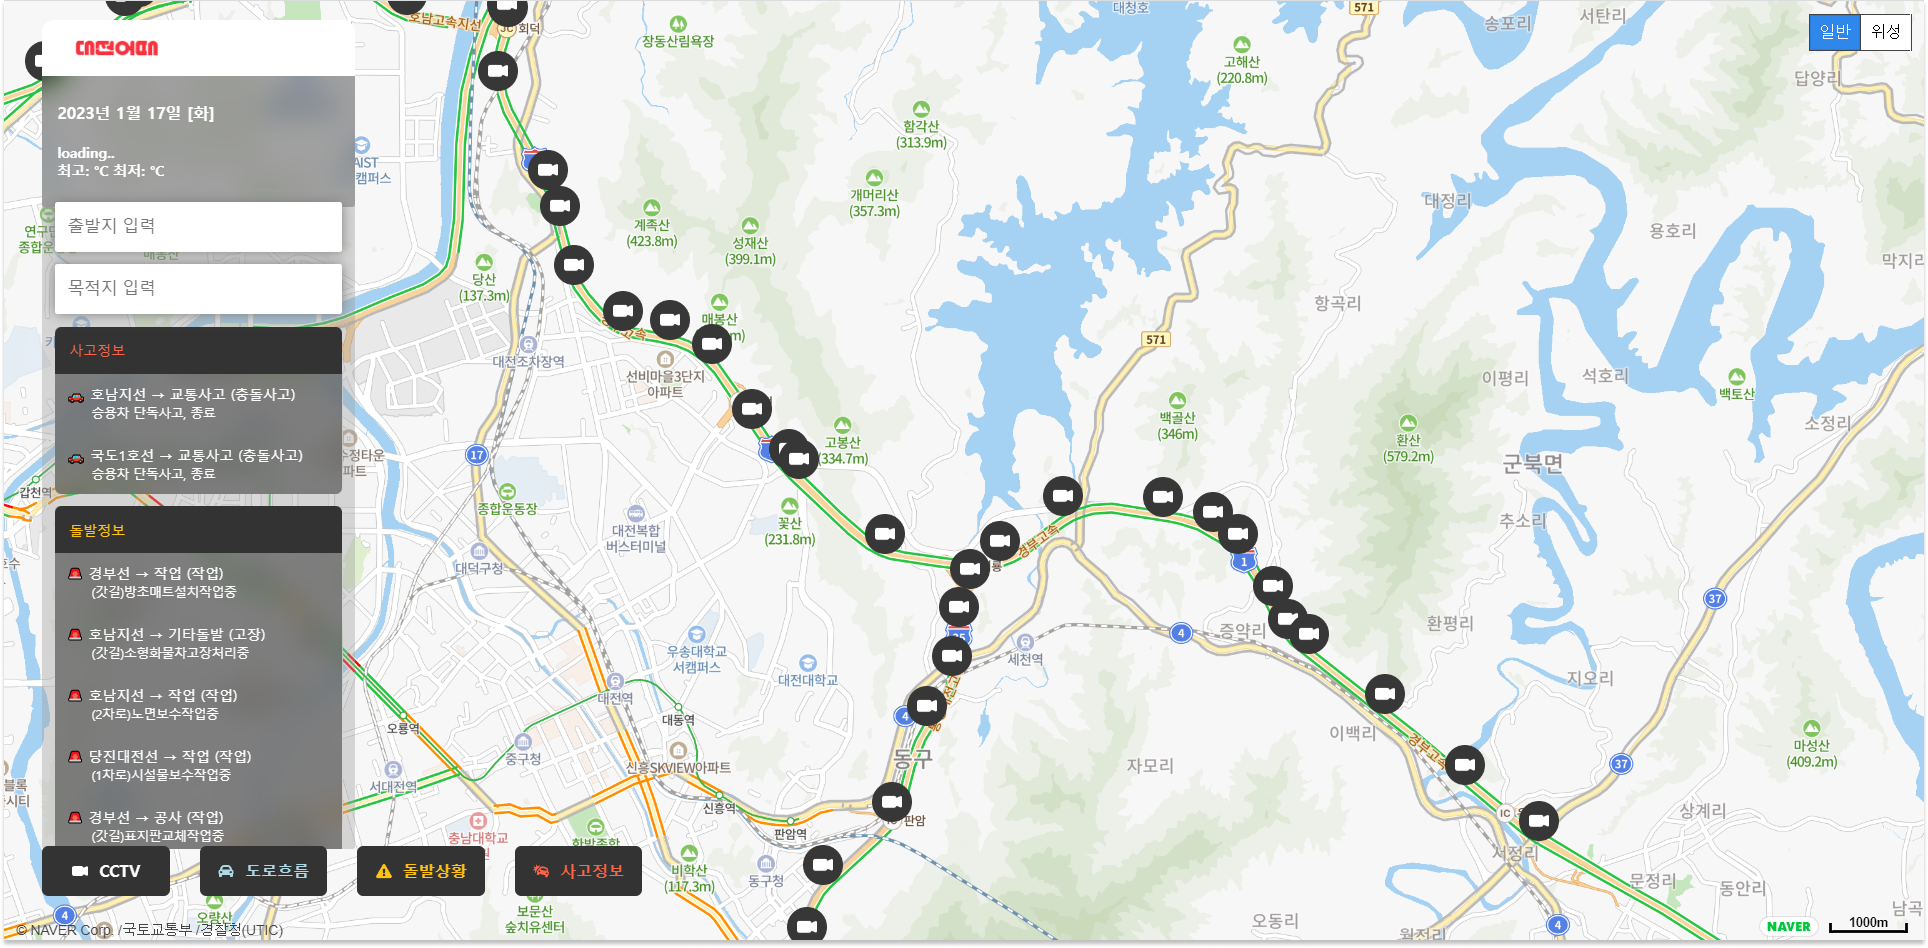 대전어때
2023년 1월 17일 [화]
loading..
최고: °C 최저: °C
출발지 입력
목적지 입력
사고정보
호남지선 → 교통사고 (충돌사고)
승용차 단독사고, 종료
국도1호선 → 교통사고 (충돌사고)
승용차 단독사고, 종료
돌발정보
경부선 → 작업 (작업)
(갓길)방초매트설치작업중
호남지선 → 기타돌발 (고장)
(갓길)소형화물차고장처리중
호남지선 → 작업 (작업)
(2차로)노면보수작업중
당진대전선 → 작업 (작업)
(1차로)시설물보수작업중
경부선 → 공사 (작업)
(갓길)표지판교체작업중
CCTV
도로흐름
돌발상황
사고정보
© NAVER Corp. /국토교통부 /경찰청(UTIC)
일반
위성
호남고속지선
JC 회덕
장동산림욕장
대청호
571
송포리
서탄리
고해산
(220.8m)
답양리
함각산
(313.9m)
개머리산
(357.3m)
계족산
(423.8m)
성재산
(399.1m)
대정리
용호리
막지리
당산
(137.3m)
매봉산
항곡리
571
대전조차장역
선비마을3단지
아파트
이평리
석호리
백토산
백골산
(346m)
환산
(579.2m)
소정리
고봉산
(334.7m)
군북면
17
갑천역
종합운동장
대전복합
버스터미널
꽃산
(231.8m)
추소리
경부고속
1
대덕구청
37
환평리
4
증약리
우송대학교
서캠퍼스
세천역
대전대학교
지오리
대전역
대동역
오룡역
4
동구
이백리
마성산
(409.2m)
중구청
신흥SKVIEW아파트
자모리
경부고속
37
서대전역
신흥역
판암역
판암
상계리
IC
충남대학교
한밭종합
비학산
(117.3m)
동구청
서정리
문정리
동안리
오량산
4
보문산
숲치유센터
오동리
4
남곡
NAVER
1000m